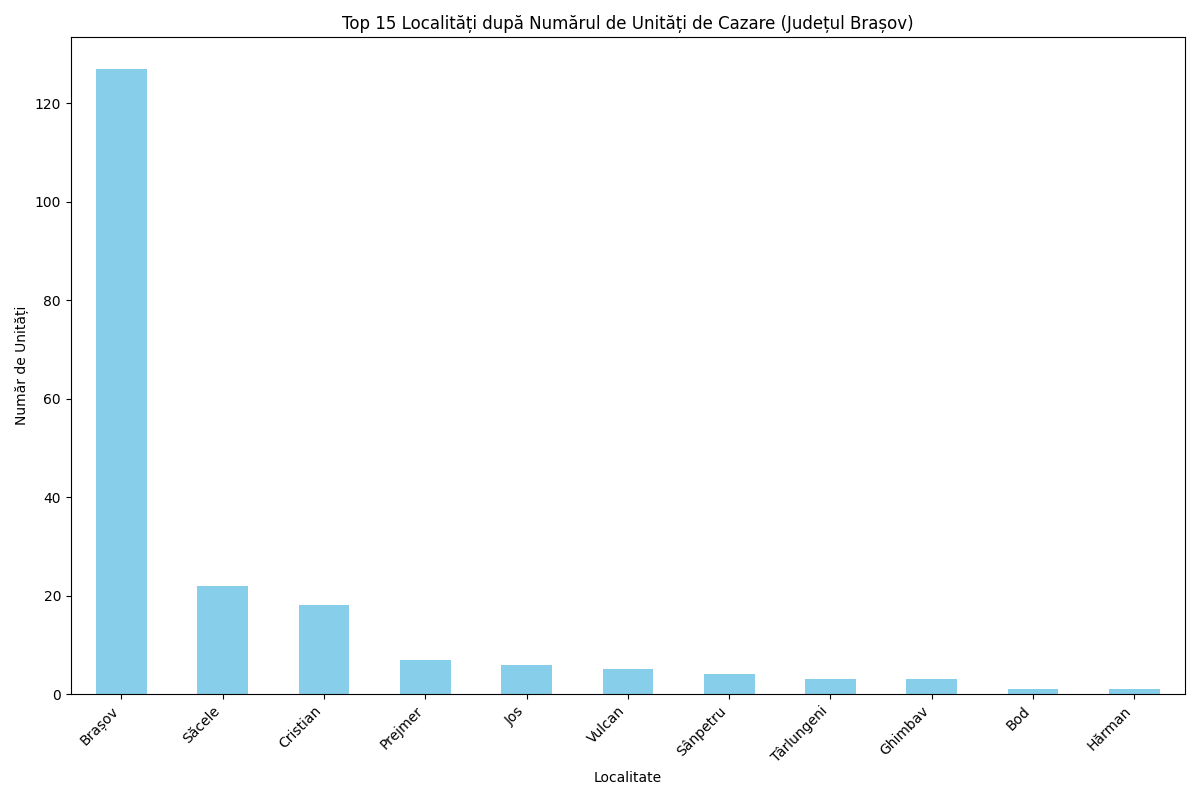 Top 15 Localități după Numărul de Unități de Cazare (Județul Brașov)
Număr de Unități
120
100
80
60
40
20
0
Brașov
Săcele
Cristian
Prejmer
Jos
Vulcan
Sânpetru
Târlungeni
Ghimbav
Bod
Hărman
Localitate